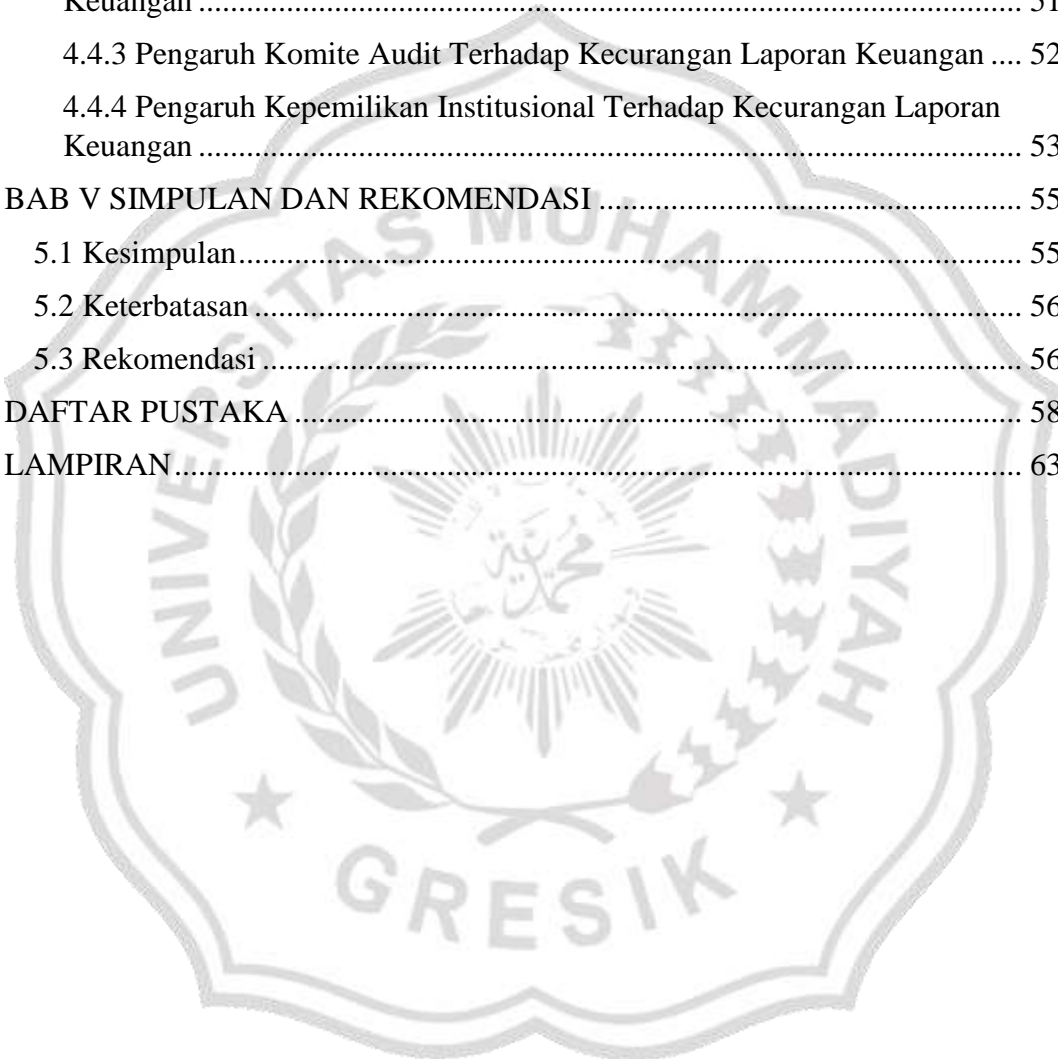 Keuangan ........ 51
4.4.3 Pengaruh Komite Audit Terhadap Kecurangan Laporan Keuangan .... 52
4.4.4 Pengaruh Kepemilikan Institusional Terhadap Kecurangan Laporan
Keuangan ........ 53
BAB V SIMPULAN DAN REKOMENDASI ........ 55
5.1 Kesimpulan........ 55
5.2 Keterbatasan ........ 56
5.3 Rekomendasi ........ 56
DAFTAR PUSTAKA ........ 58
LAMPIRAN........ 63
UNIVERSITAS MUHAMMADIYAH
GRESIK